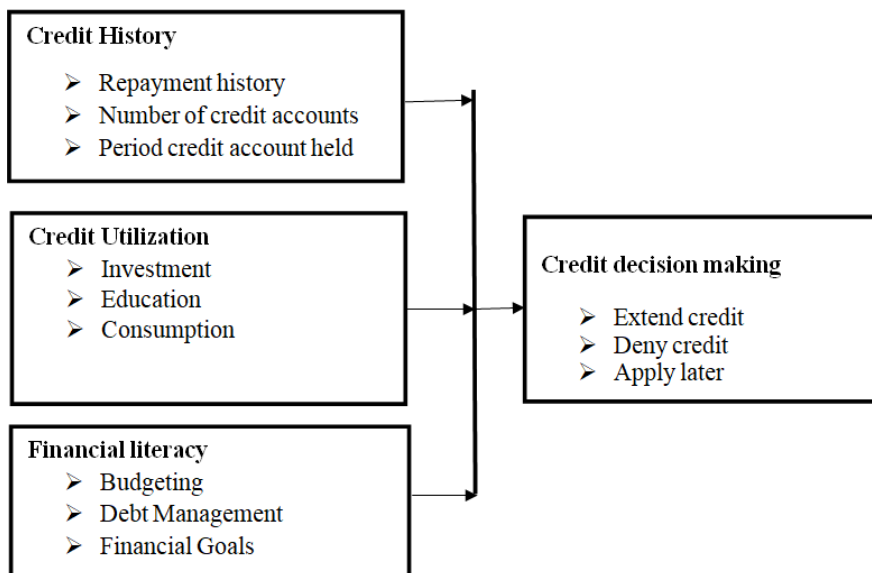 Credit History
➢ Repayment history
➢ Number of credit accounts
➢ Period credit account held
Credit Utilization
➢ Investment
➢ Education
➢ Consumption
Financial literacy
➢ Budgeting
➢ Debt Management
➢ Financial Goals
Credit decision making
➢ Extend credit
➢ Deny credit
➢ Apply later